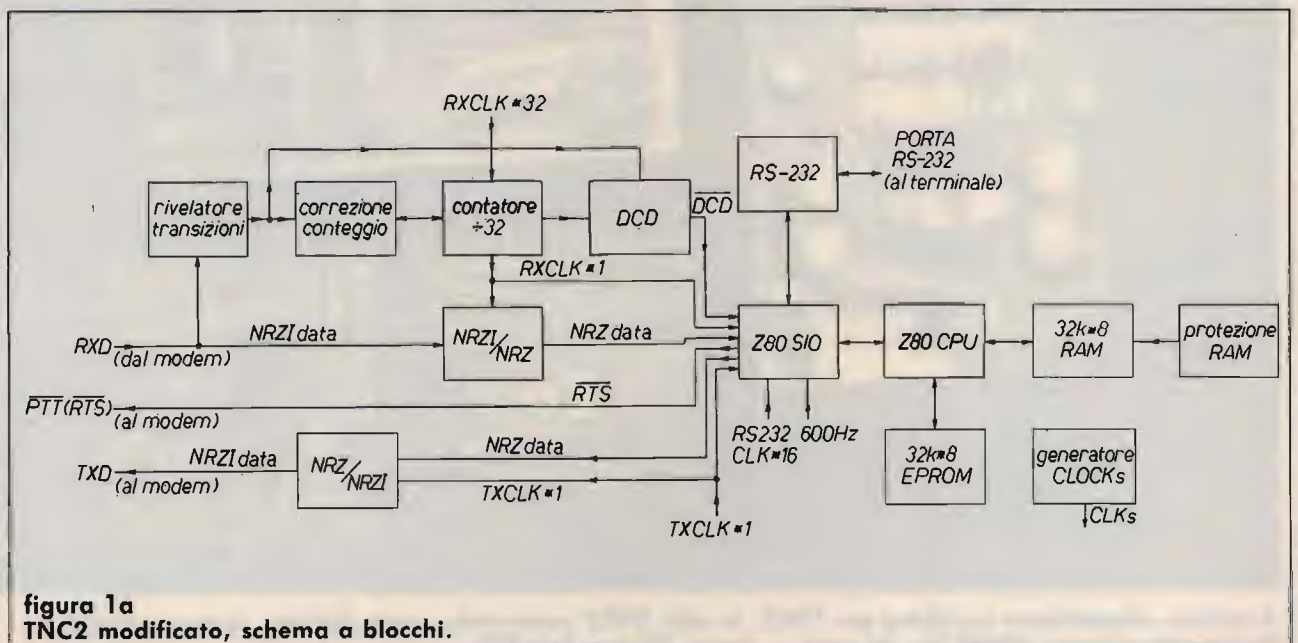 RXCLK*32
rivelatore
transizioni
correzione
conteggio
contatore
÷32
DCD
DCD
RS-232
PORTA
RS-232
(al terminale)
RXCLK*1
RXD
(dal modem)
NRZI data
NRZI/NRZ
NRZ data
Z80 SIO
Z80 CPU
32k*8
RAM
protezione
RAM
PTT(RTS)
(al modem)
RTS
RS232
CLK*16
600Hz
32k*8
EPROM
generatore
CLOCKs
CLKs
TXD
(al modem)
NRZI data
NRZ/NRZI
NRZ data
TXCLK*1
TXCLK*1
figura 1a
TNC2 modificato, schema a blocchi.